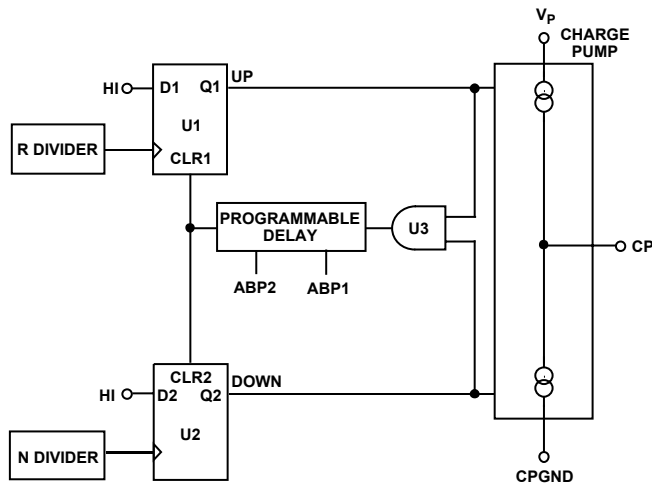 VP
CHARGE
PUMP
HI
D1
Q1
UP
U1
R DIVIDER
CLR1
PROGRAMMABLE
DELAY
U3
CP
ABP2
ABP1
CLR2
DOWN
HI
D2
Q2
U2
N DIVIDER
CPGND